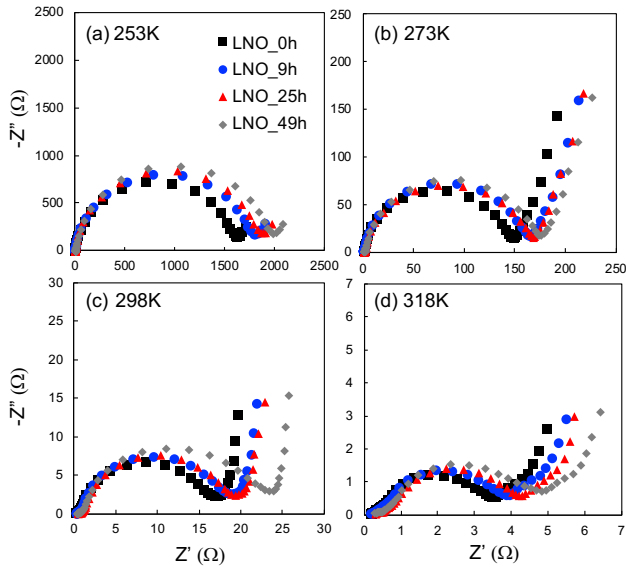 (a) 253K
LNO_0h
LNO_9h
LNO_25h
LNO_49h
-Z" (Ω)
2500
2000
1500
1000
500
0
0 500 1000 1500 2000 2500
(b) 273K
250
200
150
100
50
0
0 50 100 150 200 250
(c) 298K
-Z" (Ω)
30
25
20
15
10
5
0
0 5 10 15 20 25 30
Z' (Ω)
(d) 318K
7
6
5
4
3
2
1
0
0 1 2 3 4 5 6 7
Z' (Ω)